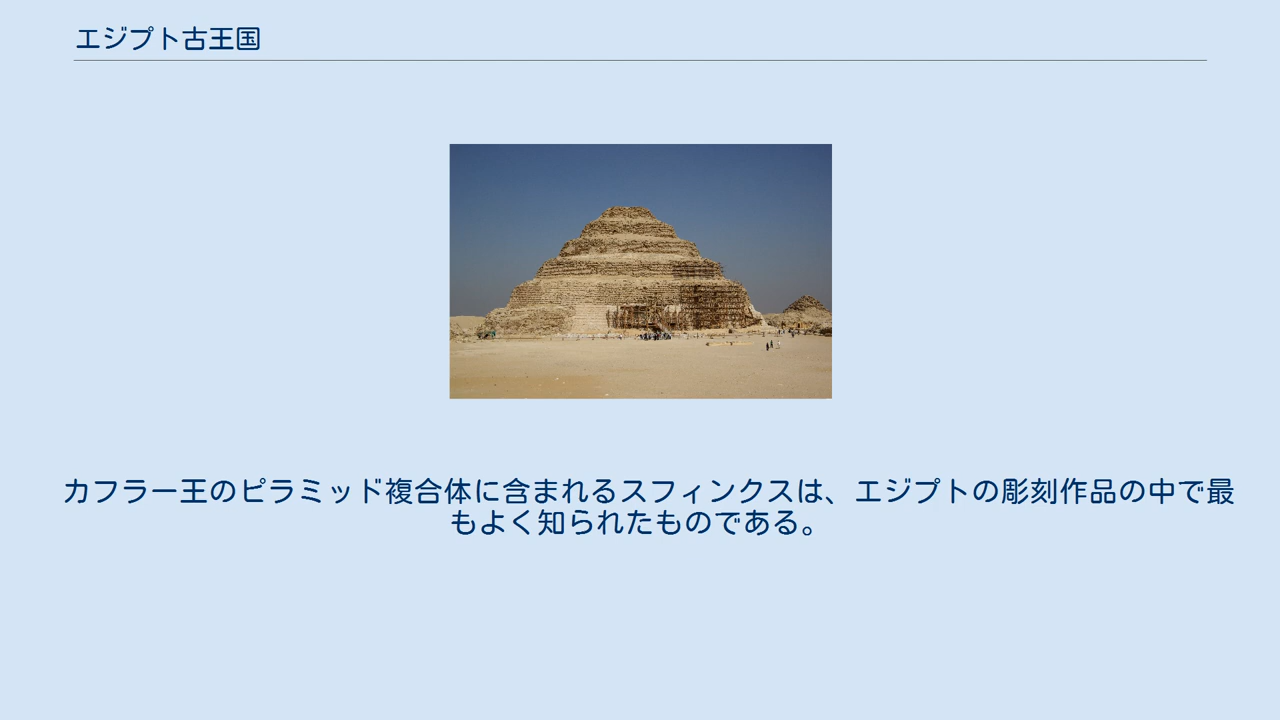 エジプト古王国
カフラー王のピラミッド複合体に含まれるスフィンクスは、エジプトの彫刻作品の中で最
もよく知られたものである。